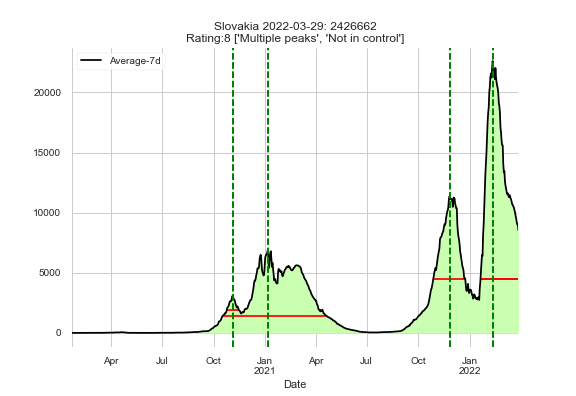 Slovakia 2022-03-29: 2426662
Rating:8 ['Multiple peaks', 'Not in control']
Average-7d
20000
15000
10000
5000
0
Apr Jul Oct Jan Apr Jul Oct Jan
2021 2022
Date